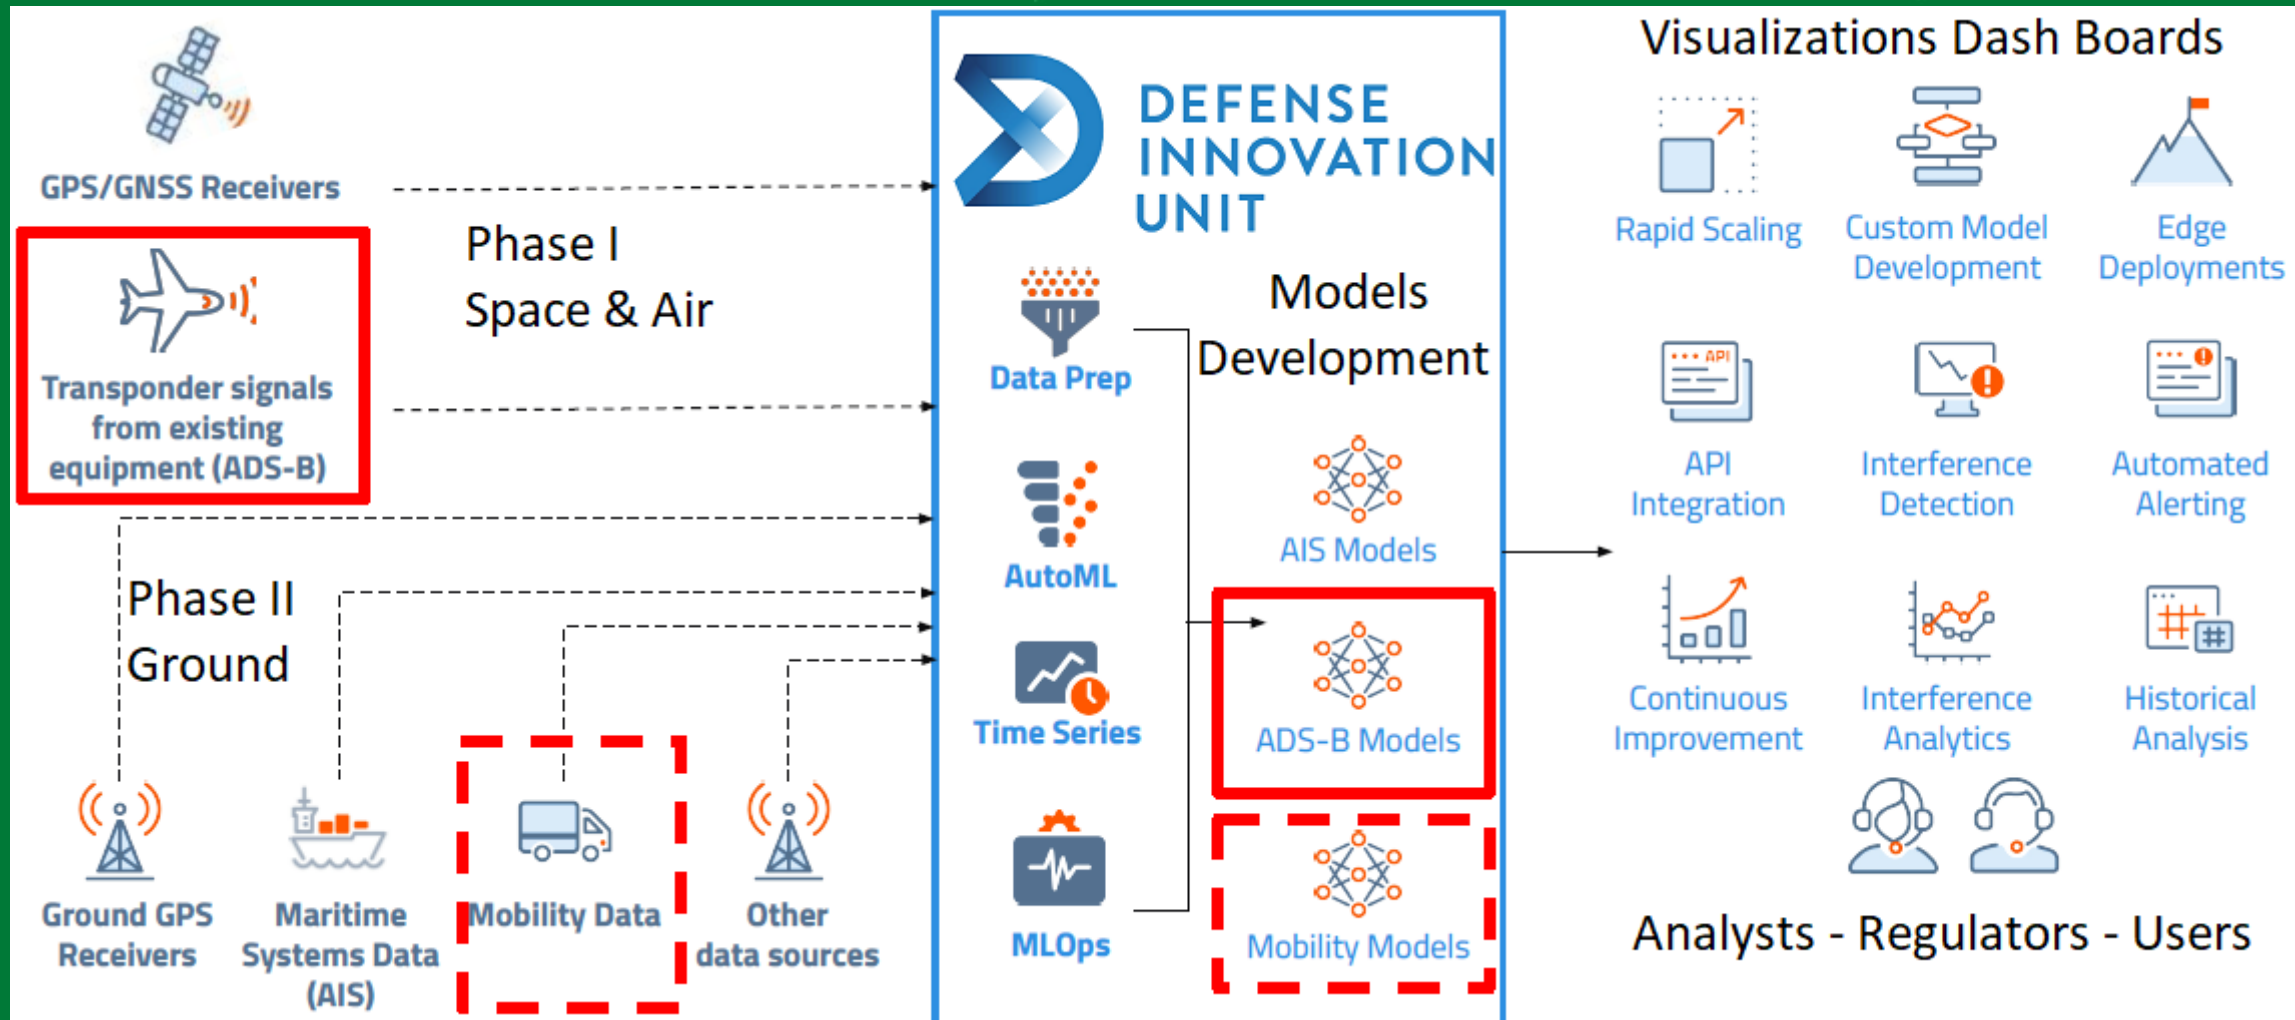 GPS/GNSS Receivers
Transponder signals
from existing
equipment (ADS-B)
Phase I
Space & Air
Phase II
Ground
Ground GPS
Receivers
Maritime
Systems Data
(AIS)
Mobility Data
Other
data sources
DEFENSE
INNOVATION
UNIT
Data Prep
AutoML
Time Series
MLOps
Models
Development
AIS Models
ADS-B Models
Mobility Models
Visualizations Dash Boards
Rapid Scaling
Custom Model
Development
Edge
Deployments
API
API
Integration
Interference
Detection
Automated
Alerting
Continuous
Improvement
Interference
Analytics
Historical
Analysis
Analysts - Regulators - Users